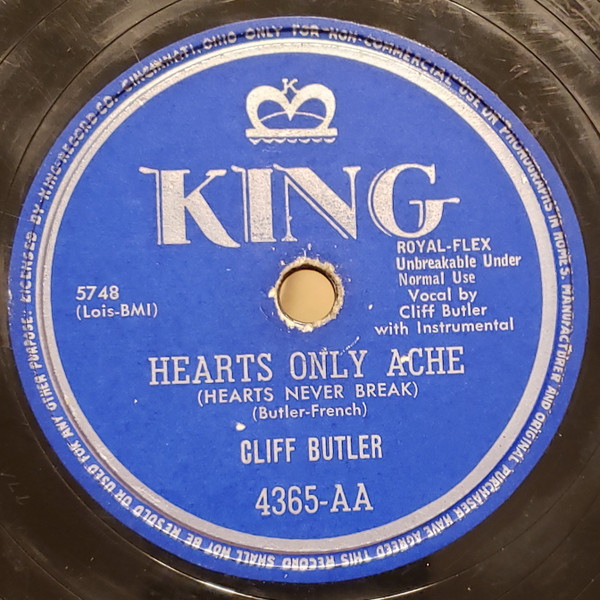 K
KING
ROYAL-FLEX
Unbreakable Under
Normal Use
Vocal by
Cliff Butler
with Instrumental
5748
(Lois-BMI)
HEARTS ONLY ACHE
(HEARTS NEVER BREAK)
(Butler-French)
CLIFF BUTLER
4365-AA
LICENSED BY KING RECORD CO. CINCINNATI, OHIO ONLY FOR NON COMMERCIAL USE ON PHONOGRAPHS IN HOMES. MANUFACTURER AND ORIGINAL PURCHASER HAVE AGREED THIS RECORD SHALL NOT BE RESOLD OR USED FOR ANY OTHER PURPOSE.